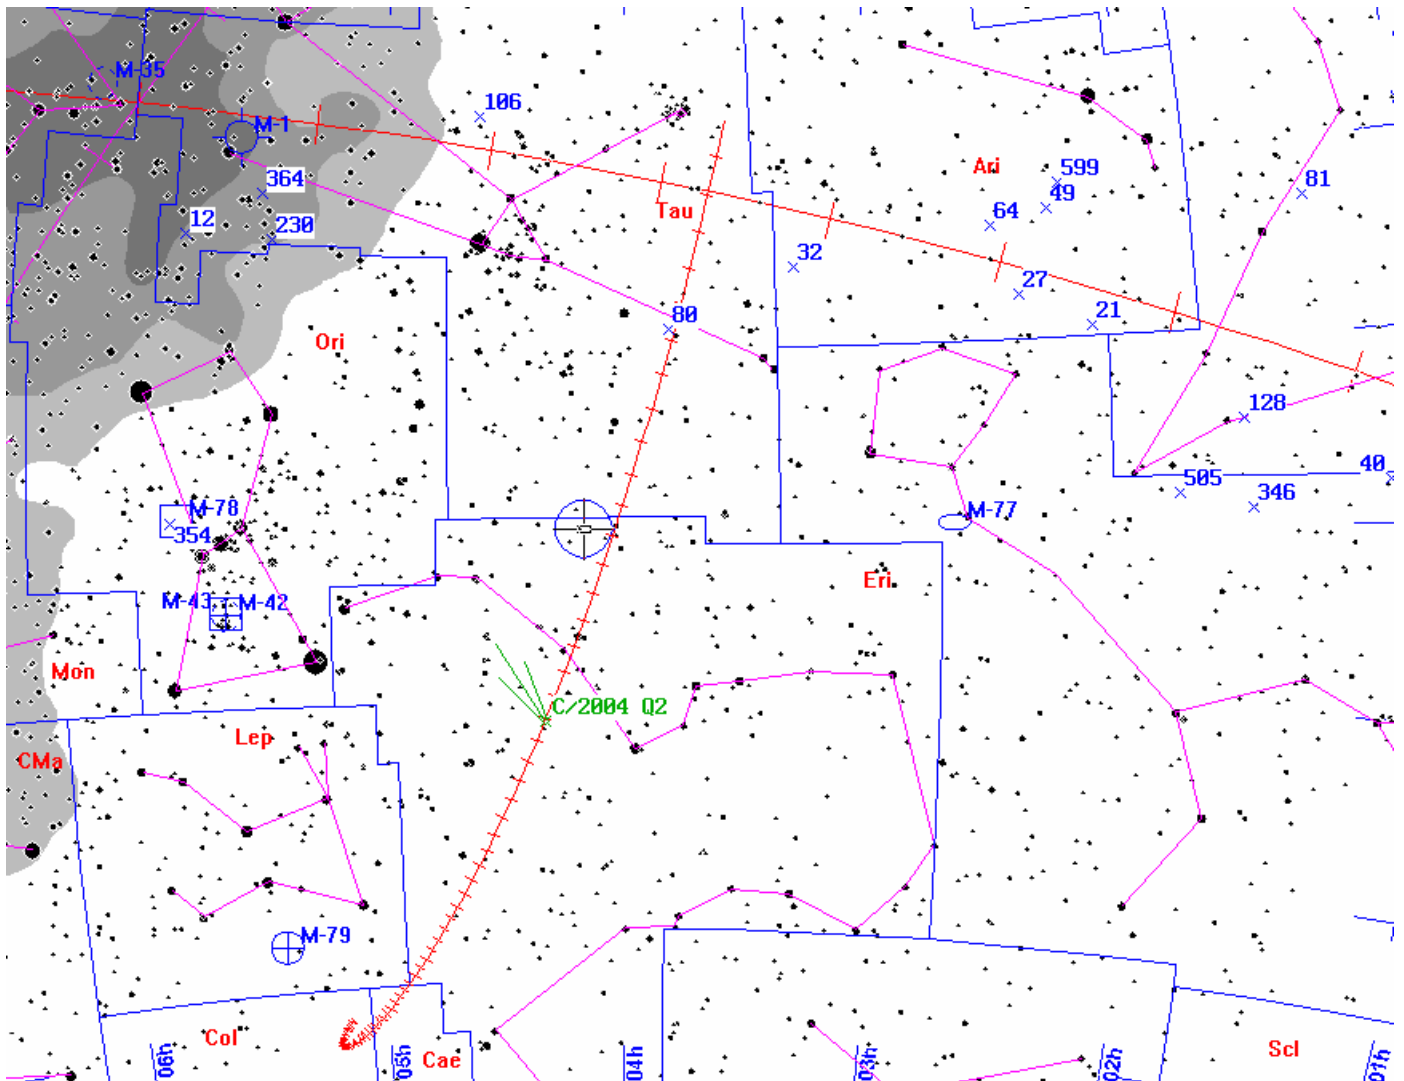 M-35
106
M-1
Ari
599
364
49
81
Tau
64
12
230
32
27
80
21
Ori
128
40
505
346
M-78
M-77
354
Eri
M-43
M-42
Mon
C/2004 Q2
Lep
CMa
M-79
Col
Cae
Scl
06h
05h
04h
03h
02h
01h